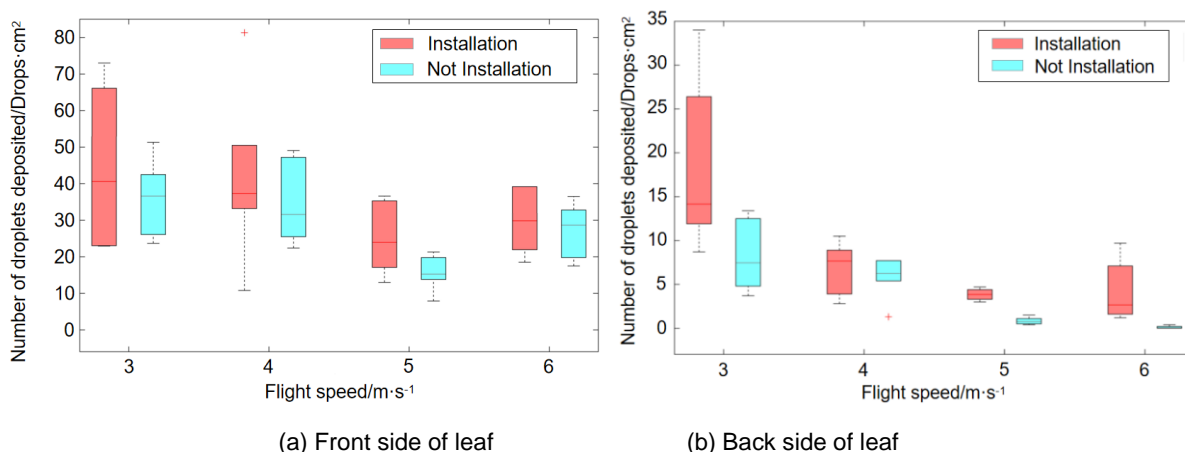 Number of droplets deposited/Drops·cm²
80
70
60
50
40
30
20
10
0
Installation
Not Installation
3
4
5
6
Flight speed/m·s⁻¹
(a) Front side of leaf
Number of droplets deposited/Drops·cm²
35
30
25
20
15
10
5
0
Installation
Not Installation
3
4
5
6
Flight speed/m·s⁻¹
(b) Back side of leaf